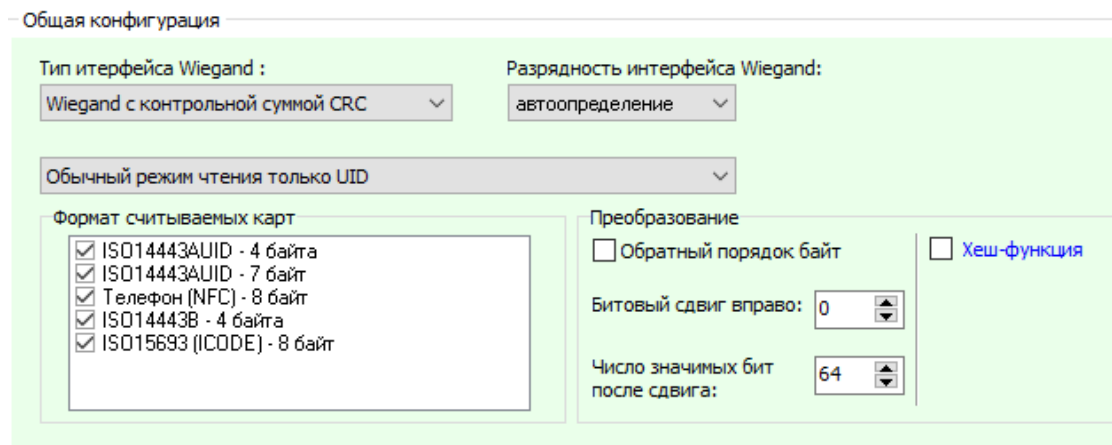 Общая конфигурация
Тип итерфейса Wiegand :
Разрядность интерфейса Wiegand:
Wiegand с контрольной суммой CRC
автоопределение
Обычный режим чтения только UID
Формат считываемых карт
ISO14443AUID - 4 байта
ISO14443AUID - 7 байт
Телефон (NFC) - 8 байт
ISO14443B - 4 байта
ISO15693 (ICODE) - 8 байт
Преобразование
Обратный порядок байт
Хеш-функция
Битовый сдвиг вправо:
0
Число значимых бит
после сдвига:
64